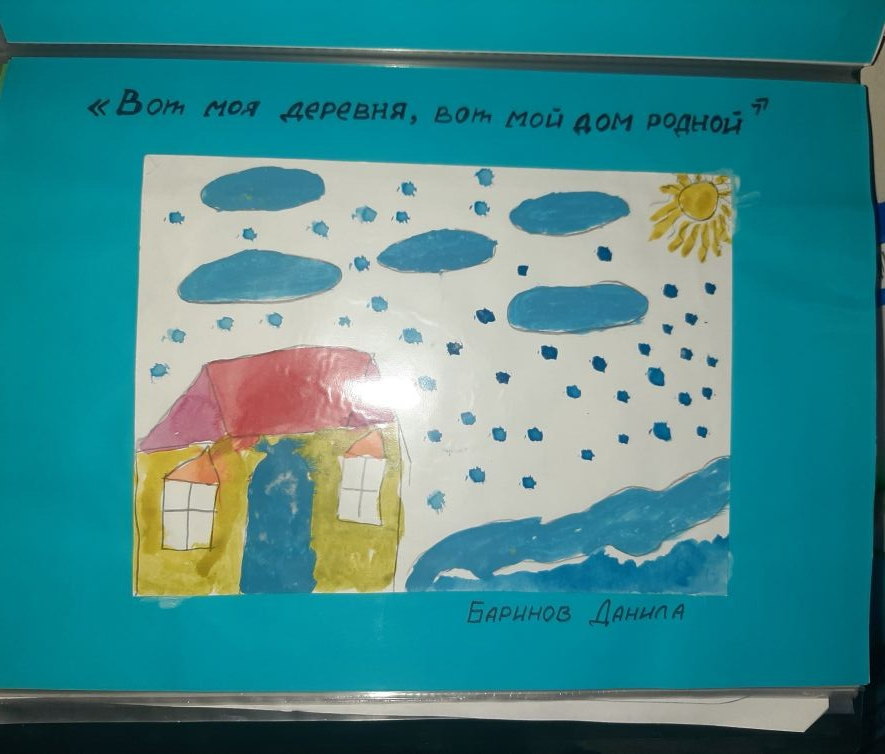 «Вот моя деревня, вот мой дом родной»
Баринов Данила